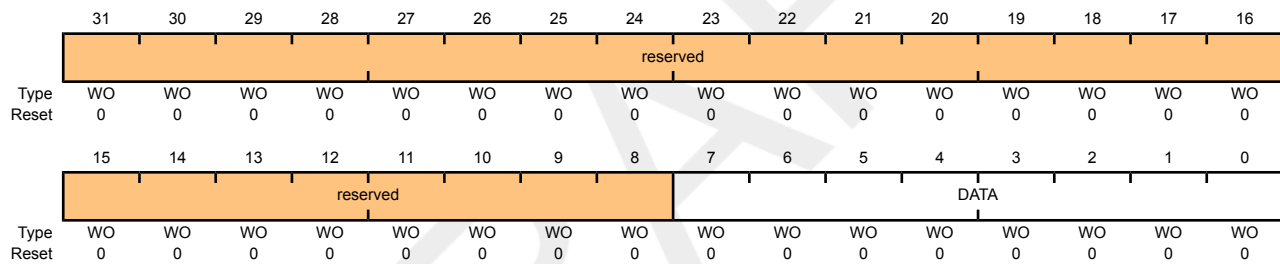 31 30 29 28 27 26 25 24 23 22 21 20 19 18 17 16
reserved
Type WO WO WO WO WO WO WO WO WO WO WO WO WO WO WO WO
Reset 0 0 0 0 0 0 0 0 0 0 0 0 0 0 0 0
15 14 13 12 11 10 9 8 7 6 5 4 3 2 1 0
reserved DATA
Type WO WO WO WO WO WO WO WO WO WO WO WO WO WO WO WO
Reset 0 0 0 0 0 0 0 0 0 0 0 0 0 0 0 0